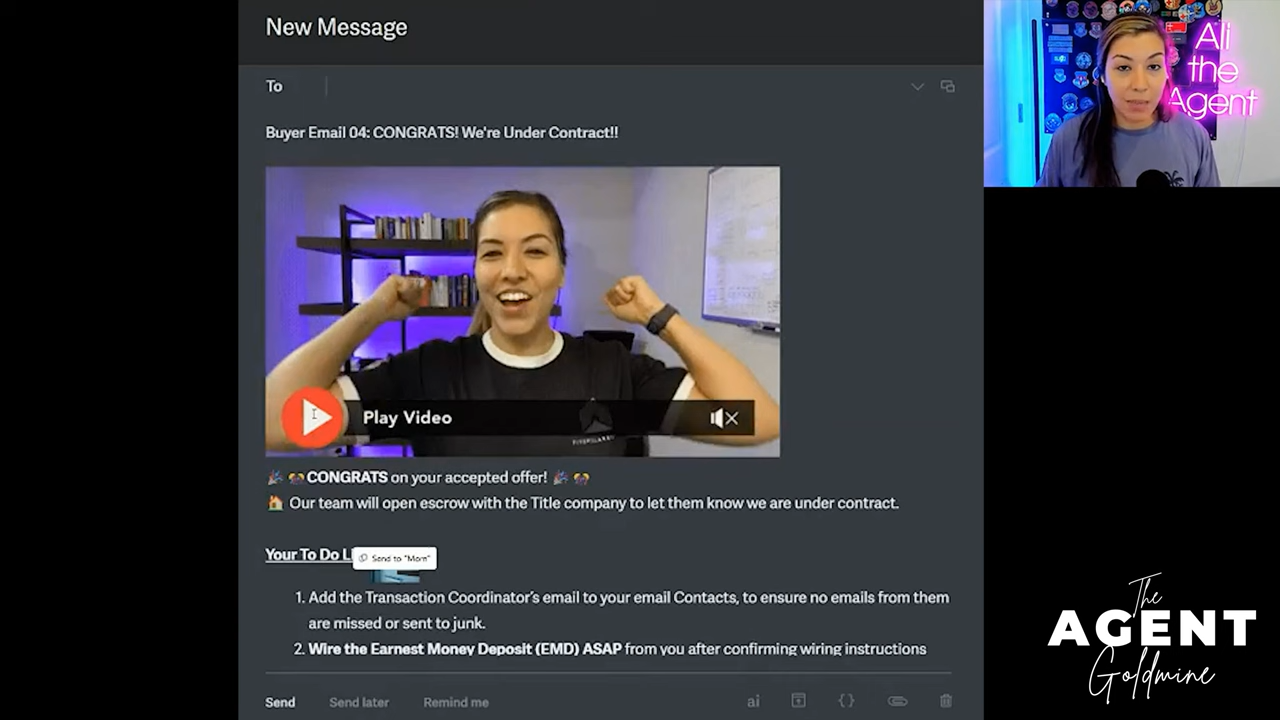 New Message
To
Buyer Email 04: CONGRATS! We're Under Contract!!
Play Video
🎉 🎊 CONGRATS on your accepted offer! 🎉 🎊
🏠 Our team will open escrow with the Title company to let them know we are under contract.
Your To Do L
Send to "Mom"
1. Add the Transaction Coordinator's email to your email Contacts, to ensure no emails from them
are missed or sent to junk.
2. Wire the Earnest Money Deposit (EMD) ASAP from you after confirming wiring instructions
Send
Send later
Remind me
ai
{}
Ali
the
Agent
The
AGENT
Goldmine